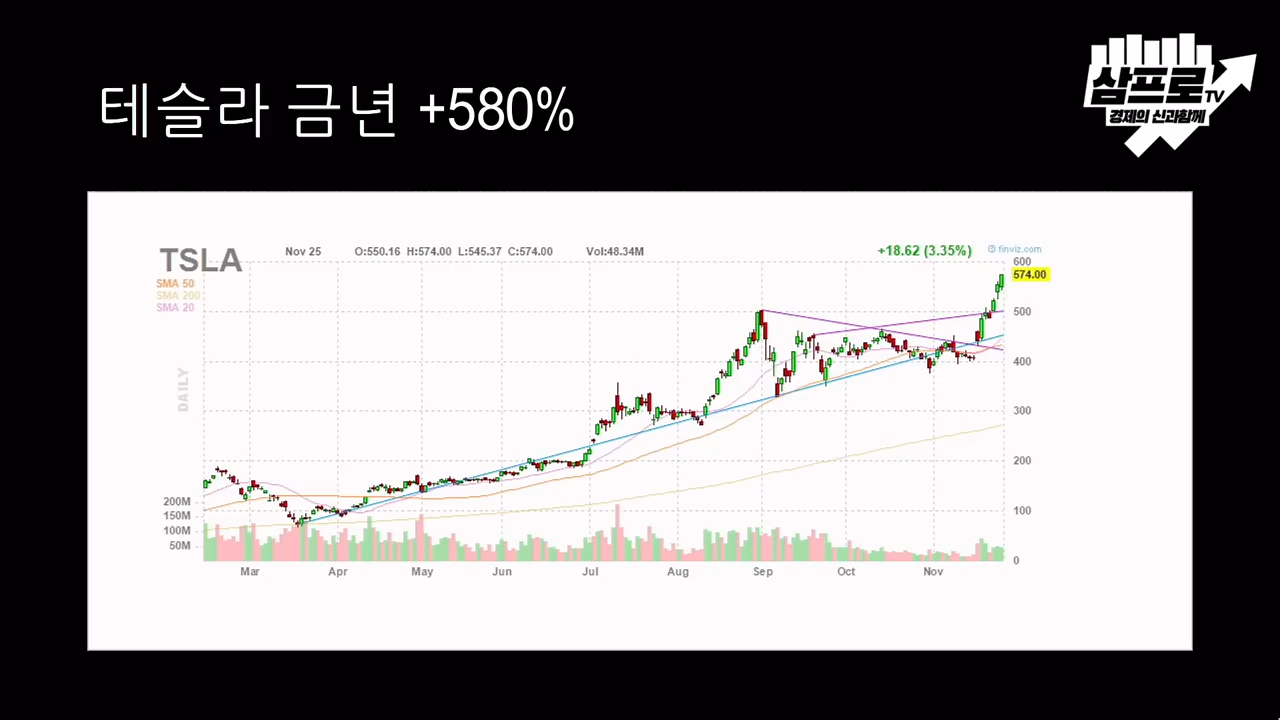 테슬라 금년 +580%
삼프로TV
경제의 신과함께
TSLA
Nov 25 O:550.16 H:574.00 L:545.37 C:574.00 Vol:48.34M
+18.62 (3.35%)
finviz.com
SMA 50
SMA 200
SMA 20
DAILY
600
574.00
500
400
300
200
100
0
200M
150M
100M
50M
Mar Apr May Jun Jul Aug Sep Oct Nov